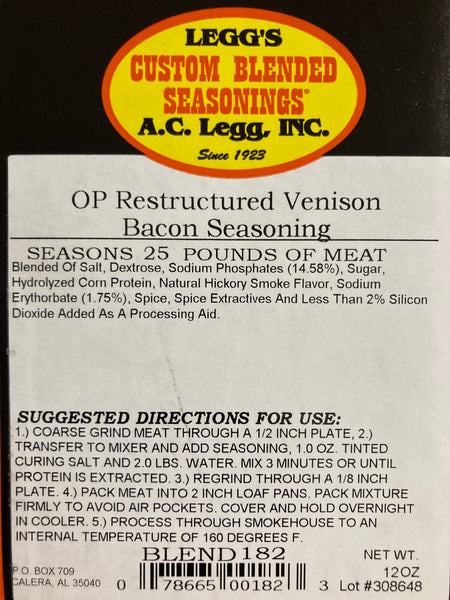 LEGG'S
CUSTOM BLENDED
SEASONINGS®
A.C. Legg, INC.
Since 1923
OP Restructured Venison
Bacon Seasoning
SEASONS 25 POUNDS OF MEAT
Blended Of Salt, Dextrose, Sodium Phosphates (14.58%), Sugar,
Hydrolyzed Corn Protein, Natural Hickory Smoke Flavor, Sodium
Erythorbate (1.75%), Spice, Spice Extractives And Less Than 2% Silicon
Dioxide Added As A Processing Aid.
SUGGESTED DIRECTIONS FOR USE:
1.) COARSE GRIND MEAT THROUGH A 1/2 INCH PLATE, 2.)
TRANSFER TO MIXER AND ADD SEASONING, 1.0 OZ. TINTED
CURING SALT AND 2.0 LBS. WATER. MIX 3 MINUTES OR UNTIL
PROTEIN IS EXTRACTED. 3.) REGRIND THROUGH A 1/8 INCH
PLATE. 4.) PACK MEAT INTO 2 INCH LOAF PANS. PACK MIXTURE
FIRMLY TO AVOID AIR POCKETS. COVER AND HOLD OVERNIGHT
IN COOLER. 5.) PROCESS THROUGH SMOKEHOUSE TO AN
INTERNAL TEMPERATURE OF 160 DEGREES F.
BLEND 182
NET WT.
P.O. BOX 709
12OZ
CALERA, AL 35040
0 78665 00182 3
Lot #308648